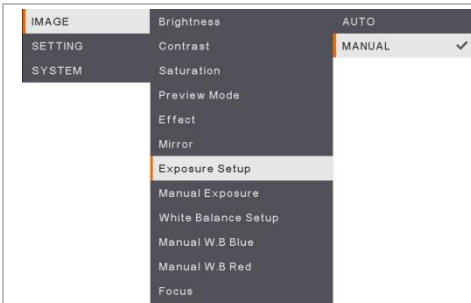 IMAGE
SETTING
SYSTEM
Brightness
Contrast
Saturation
Preview Mode
Effect
Mirror
Exposure Setup
Manual Exposure
White Balance Setup
Manual W.B Blue
Manual W.B Red
Focus
AUTO
MANUAL